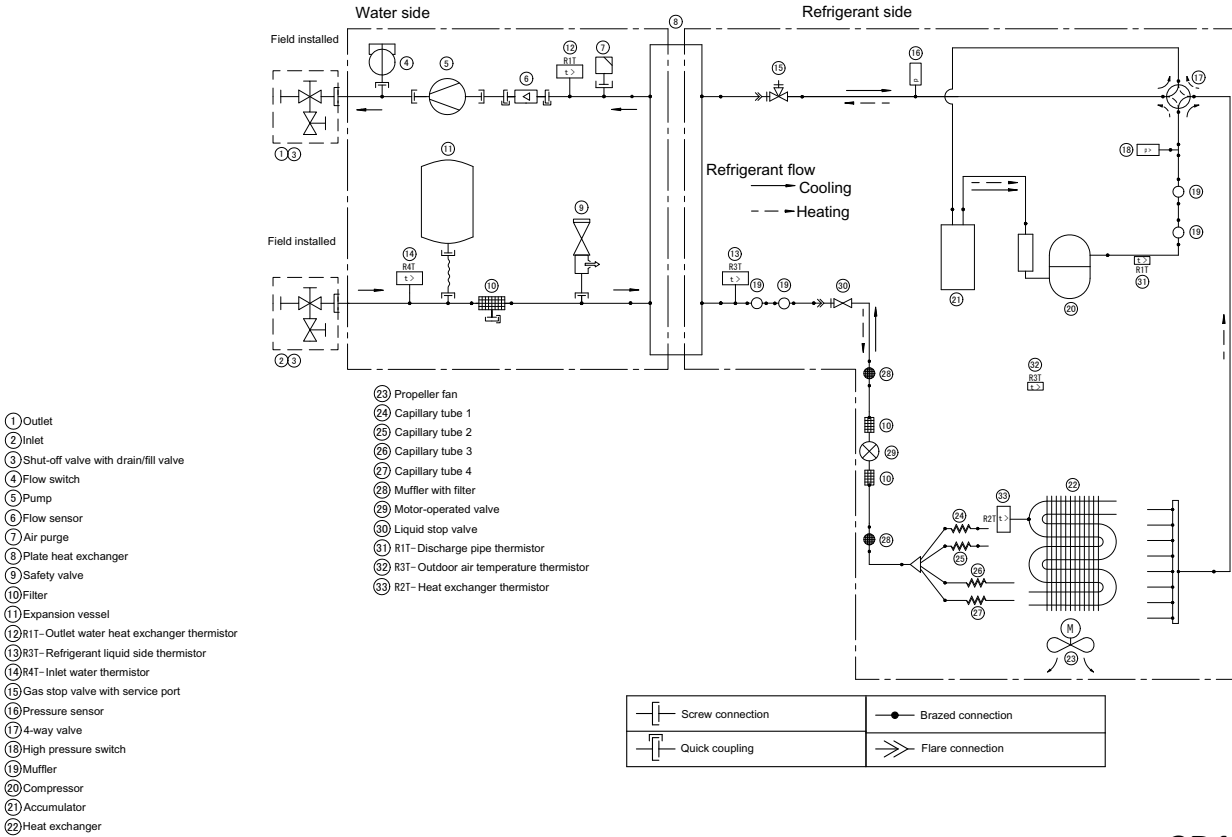 Water side
Refrigerant side
Field installed
8
12
R1T
t >
7
4
5
6
16
P
15
17
1 3
11
Refrigerant flow
Cooling
Heating
18
P>
19
19
9
Field installed
14
R4T
t >
10
13
R3T
t >
19
19
30
21
20
t >
R1T
31
2 3
28
32
R3T
t >
10
29
10
28
33
R2T
t >
22
24
25
26
27
M
23
1 Outlet
2 Inlet
3 Shut-off valve with drain/fill valve
4 Flow switch
5 Pump
6 Flow sensor
7 Air purge
8 Plate heat exchanger
9 Safety valve
10 Filter
11 Expansion vessel
12 R1T-Outlet water heat exchanger thermistor
13 R3T-Refrigerant liquid side thermistor
14 R4T-Inlet water thermistor
15 Gas stop valve with service port
16 Pressure sensor
17 4-way valve
18 High pressure switch
19 Muffler
20 Compressor
21 Accumulator
22 Heat exchanger
23 Propeller fan
24 Capillary tube 1
25 Capillary tube 2
26 Capillary tube 3
27 Capillary tube 4
28 Muffler with filter
29 Motor-operated valve
30 Liquid stop valve
31 R1T-Discharge pipe thermistor
32 R3T-Outdoor air temperature thermistor
33 R2T-Heat exchanger thermistor
Screw connection
Brazed connection
Quick coupling
Flare connection